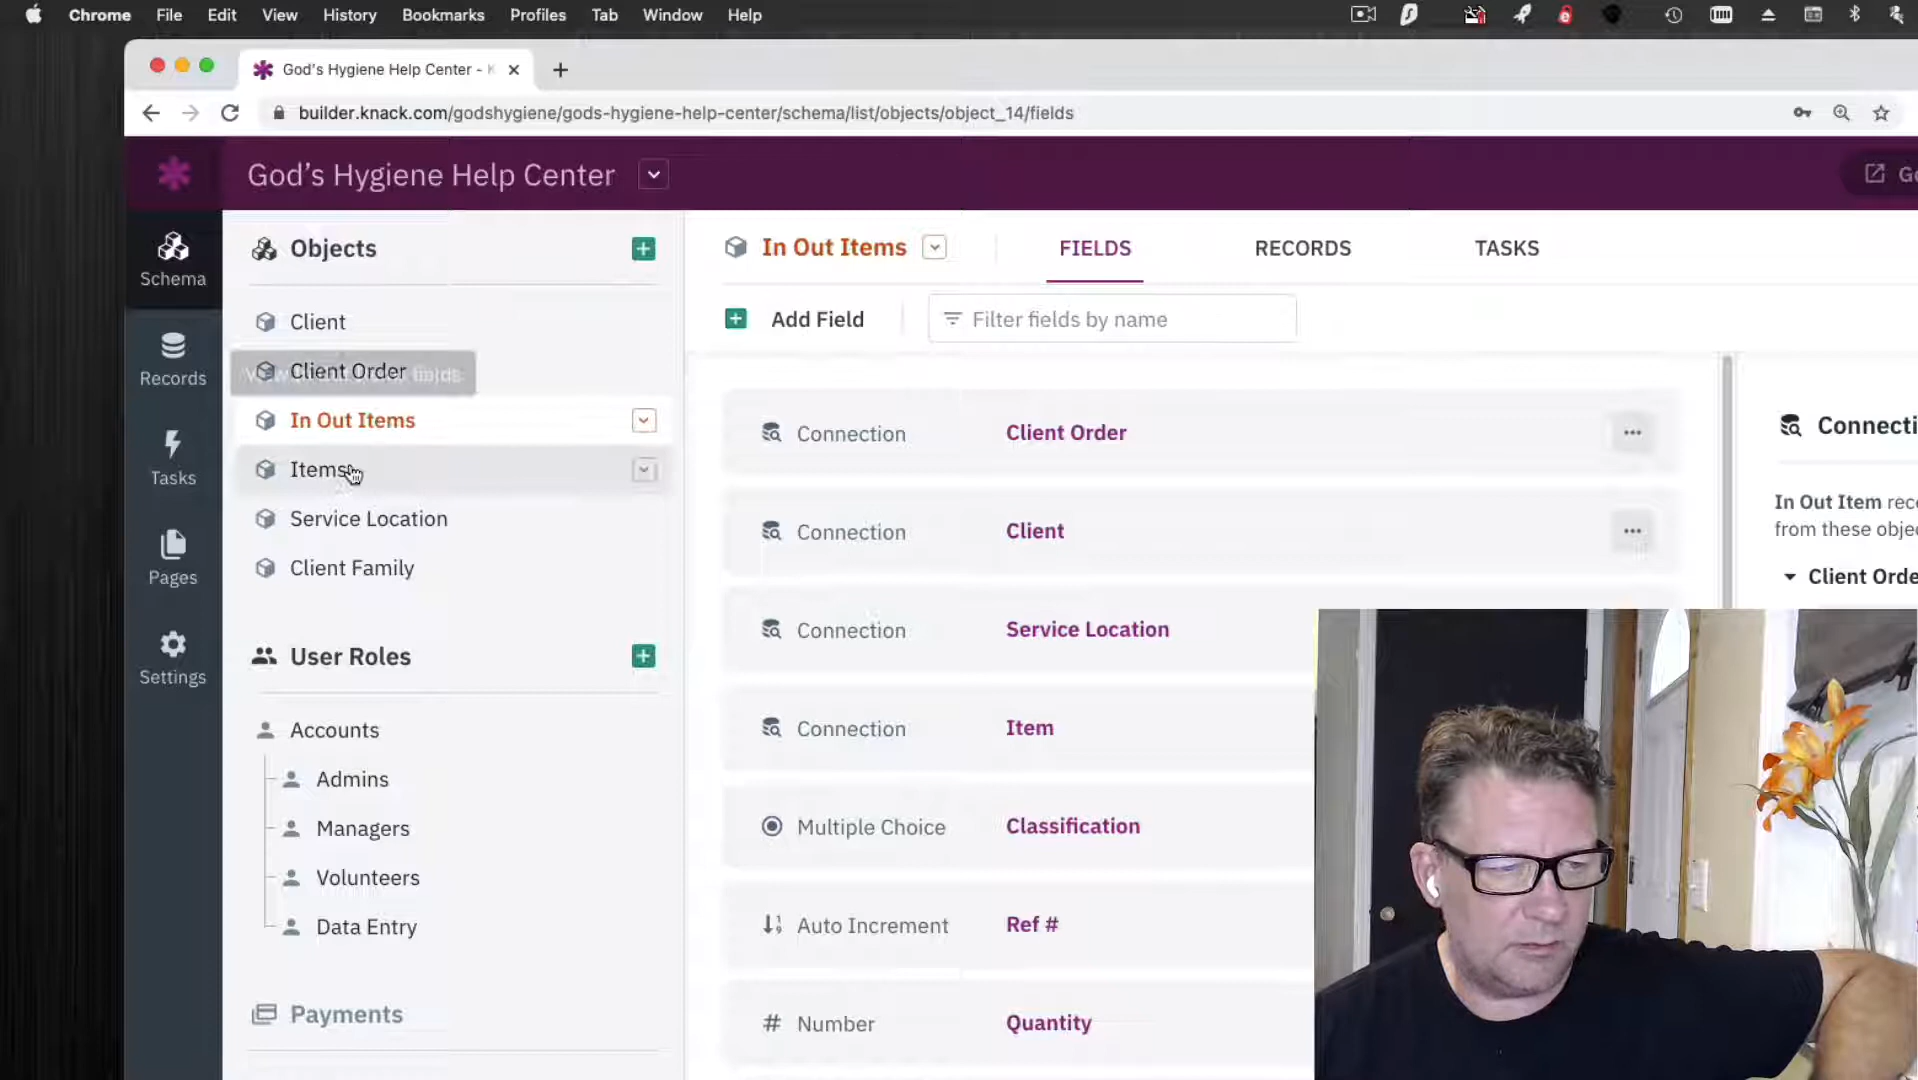 Chrome File Edit View History Bookmarks Profiles Tab Window Help
God's Hygiene Help Center - K
builder.knack.com/godshygiene/gods-hygiene-help-center/schema/list/objects/object_14/fields
God's Hygiene Help Center
Go
Schema
Records
Tasks
Pages
Settings
Objects
Client
Client Order
In Out Items
Items
Service Location
Client Family
User Roles
Accounts
Admins
Managers
Volunteers
Data Entry
Payments
In Out Items FIELDS RECORDS TASKS
Add Field Filter fields by name
Connection Client Order
Connection Client
Connection Service Location
Connection Item
Multiple Choice Classification
Auto Increment Ref #
# Number Quantity
Connecti
In Out Item reco
from these objec
Client Orde